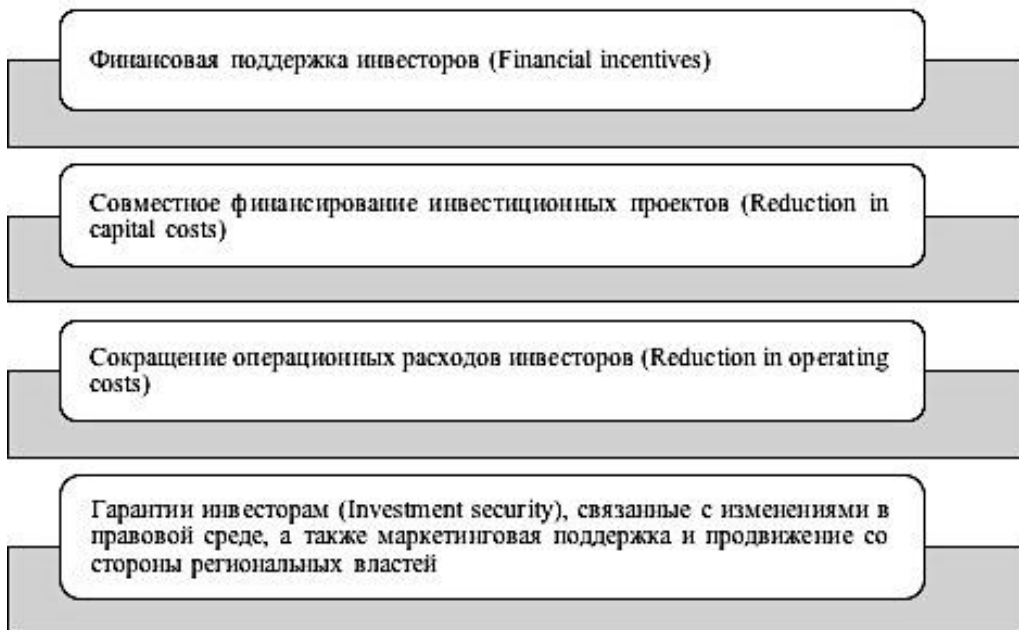 Финансовая поддержка инвесторов (Financial incentives)
Совместное финансирование инвестиционных проектов (Reduction in
capital costs)
Сокращение операционных расходов инвесторов (Reduction in operating
costs)
Гарантии инвесторам (Investment security), связанные с изменениями в
правовой среде, а также маркетинговая поддержка и продвижение со
стороны региональных властей